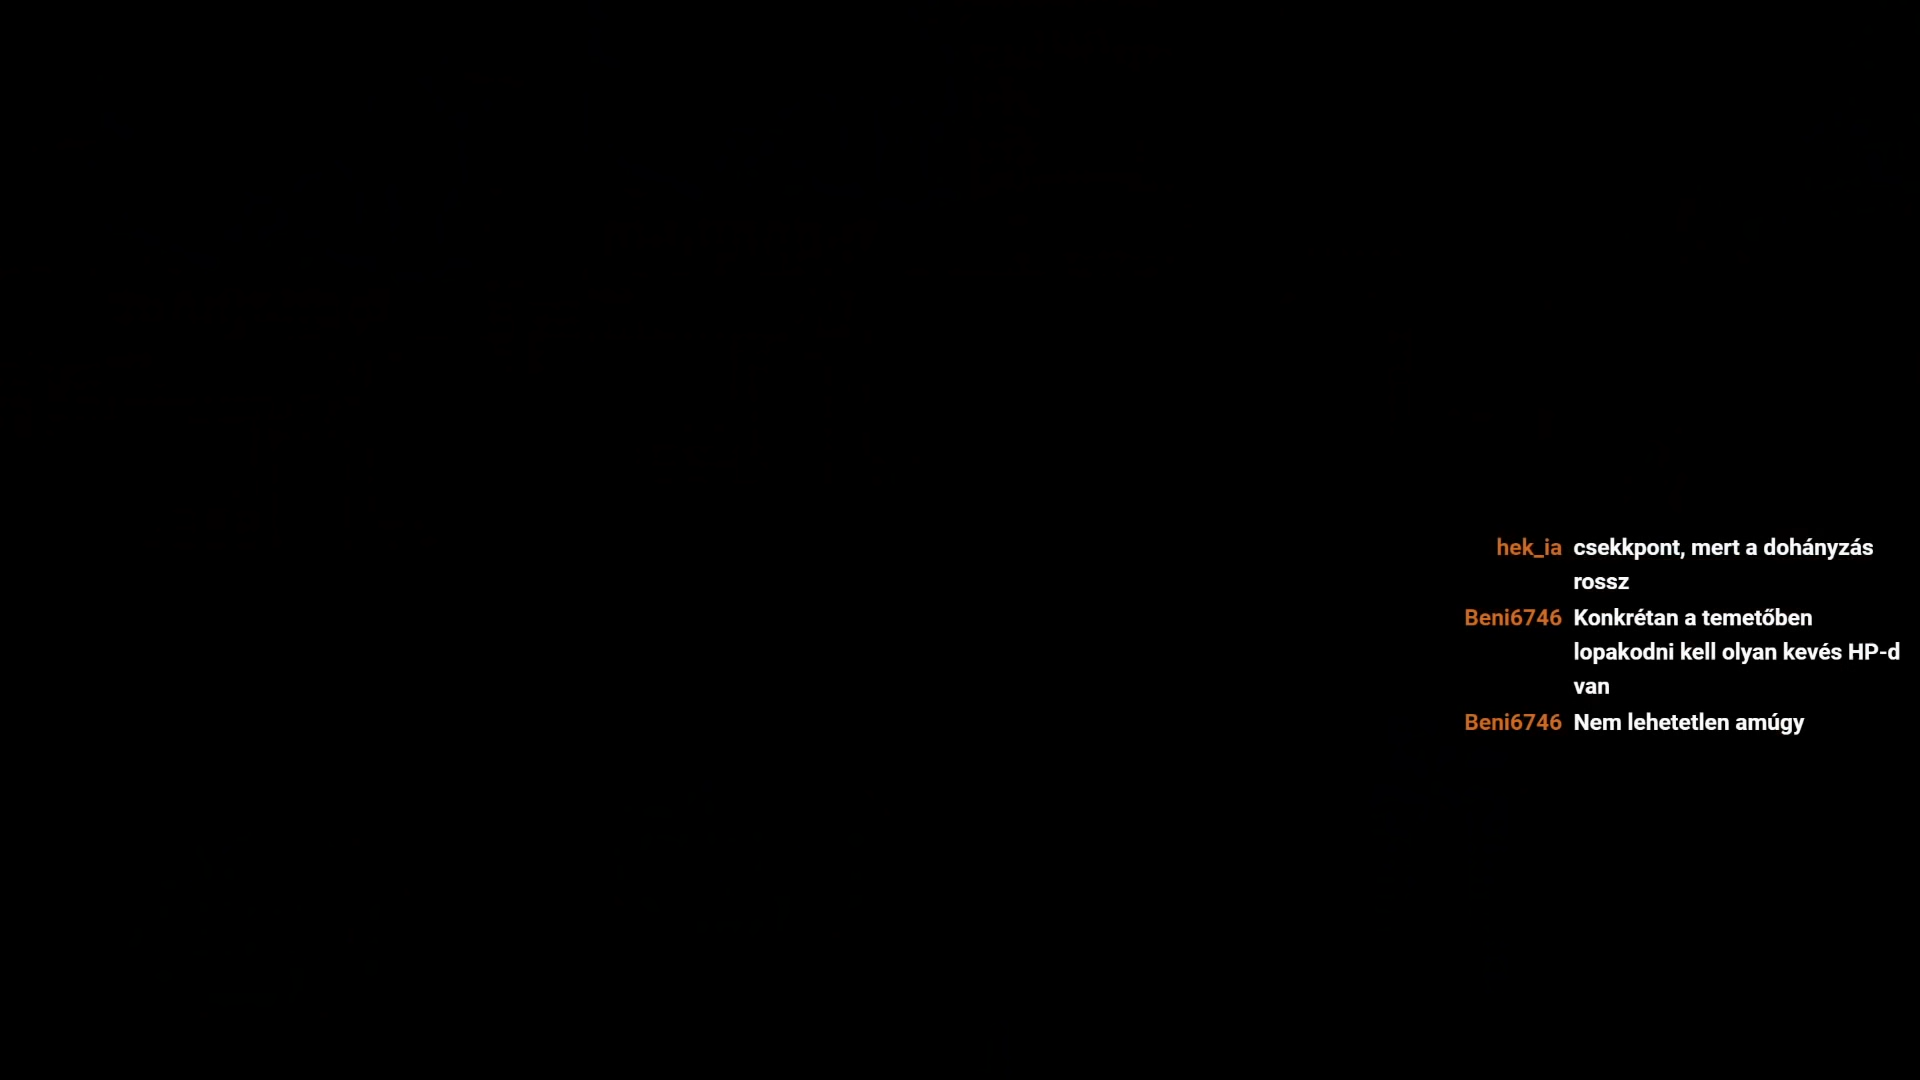 hek_ia csekkpont, mert a dohányzás
rossz
Beni6746 Konkrétan a temetőben
lopakodni kell olyan kevés HP-d
van
Beni6746 Nem lehetetlen amúgy